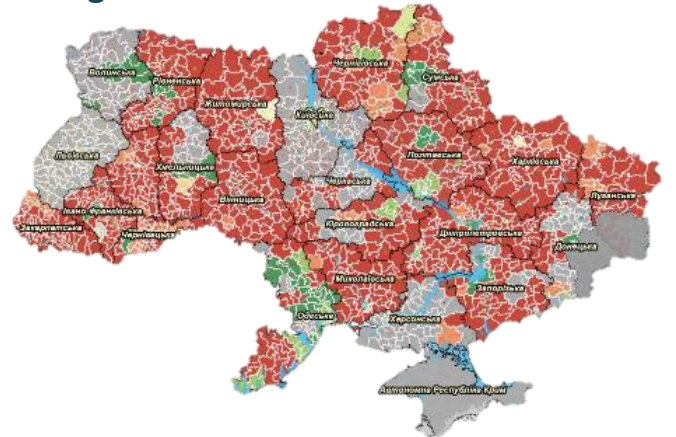 Волинська
Рівненська
Житомирська
Київська
Чернігівська
Сумська
Львівська
Хмельницька
Вінницька
Черкаська
Полтавська
Харківська
Луганська
Івано-Франківська
Закарпатська
Чернівецька
Кіровоградська
Дніпропетровська
Донецька
Миколаївська
Запорізька
Одеська
Херсонська
Автономна Республіка Крим